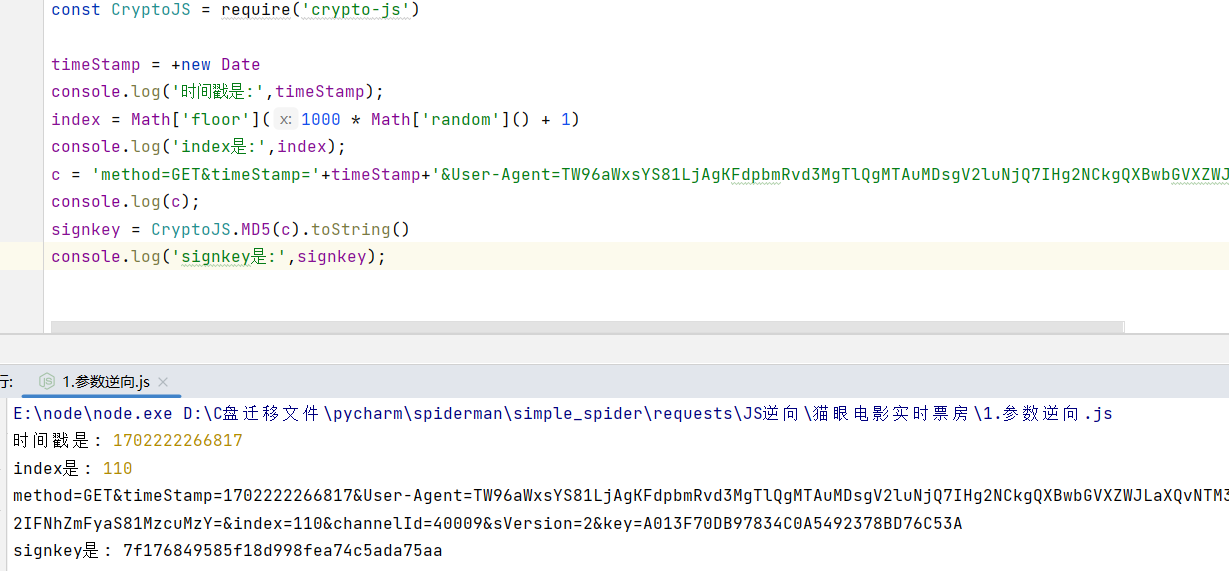 const CryptoJS = require('crypto-js')
timeStamp = +new Date
console.log('时间戳是:',timeStamp);
index = Math['floor']( x: 1000 * Math['random']() + 1)
console.log('index是:',index);
c = 'method=GET&timeStamp='+timeStamp+'&User-Agent=TW96aWxsYS81LjAgKFdpbmRvd3MgTlQgMTAuMDsgV2luNjQ7IHg2NCkgQXBwbGVXZWJ
console.log(c);
signkey = CryptoJS.MD5(c).toString()
console.log('signkey是:',signkey);
行: JS 1.参数逆向.js ×
E:\node\node.exe D:\C盘迁移文件\pycharm\spiderman\simple_spider\requests\JS逆向\猫眼电影实时票房\1.参数逆向.js
时间戳是: 1702222266817
index是: 110
method=GET&timeStamp=1702222266817&User-Agent=TW96aWxsYS81LjAgKFdpbmRvd3MgTlQgMTAuMDsgV2luNjQ7IHg2NCkgQXBwbGVXZWJLaXQvNTM3
2IFNhZmFyaS81MzcuMzY=&index=110&channelId=40009&sVersion=2&key=A013F70DB97834C0A5492378BD76C53A
signkey是: 7f176849585f18d998fea74c5ada75aa